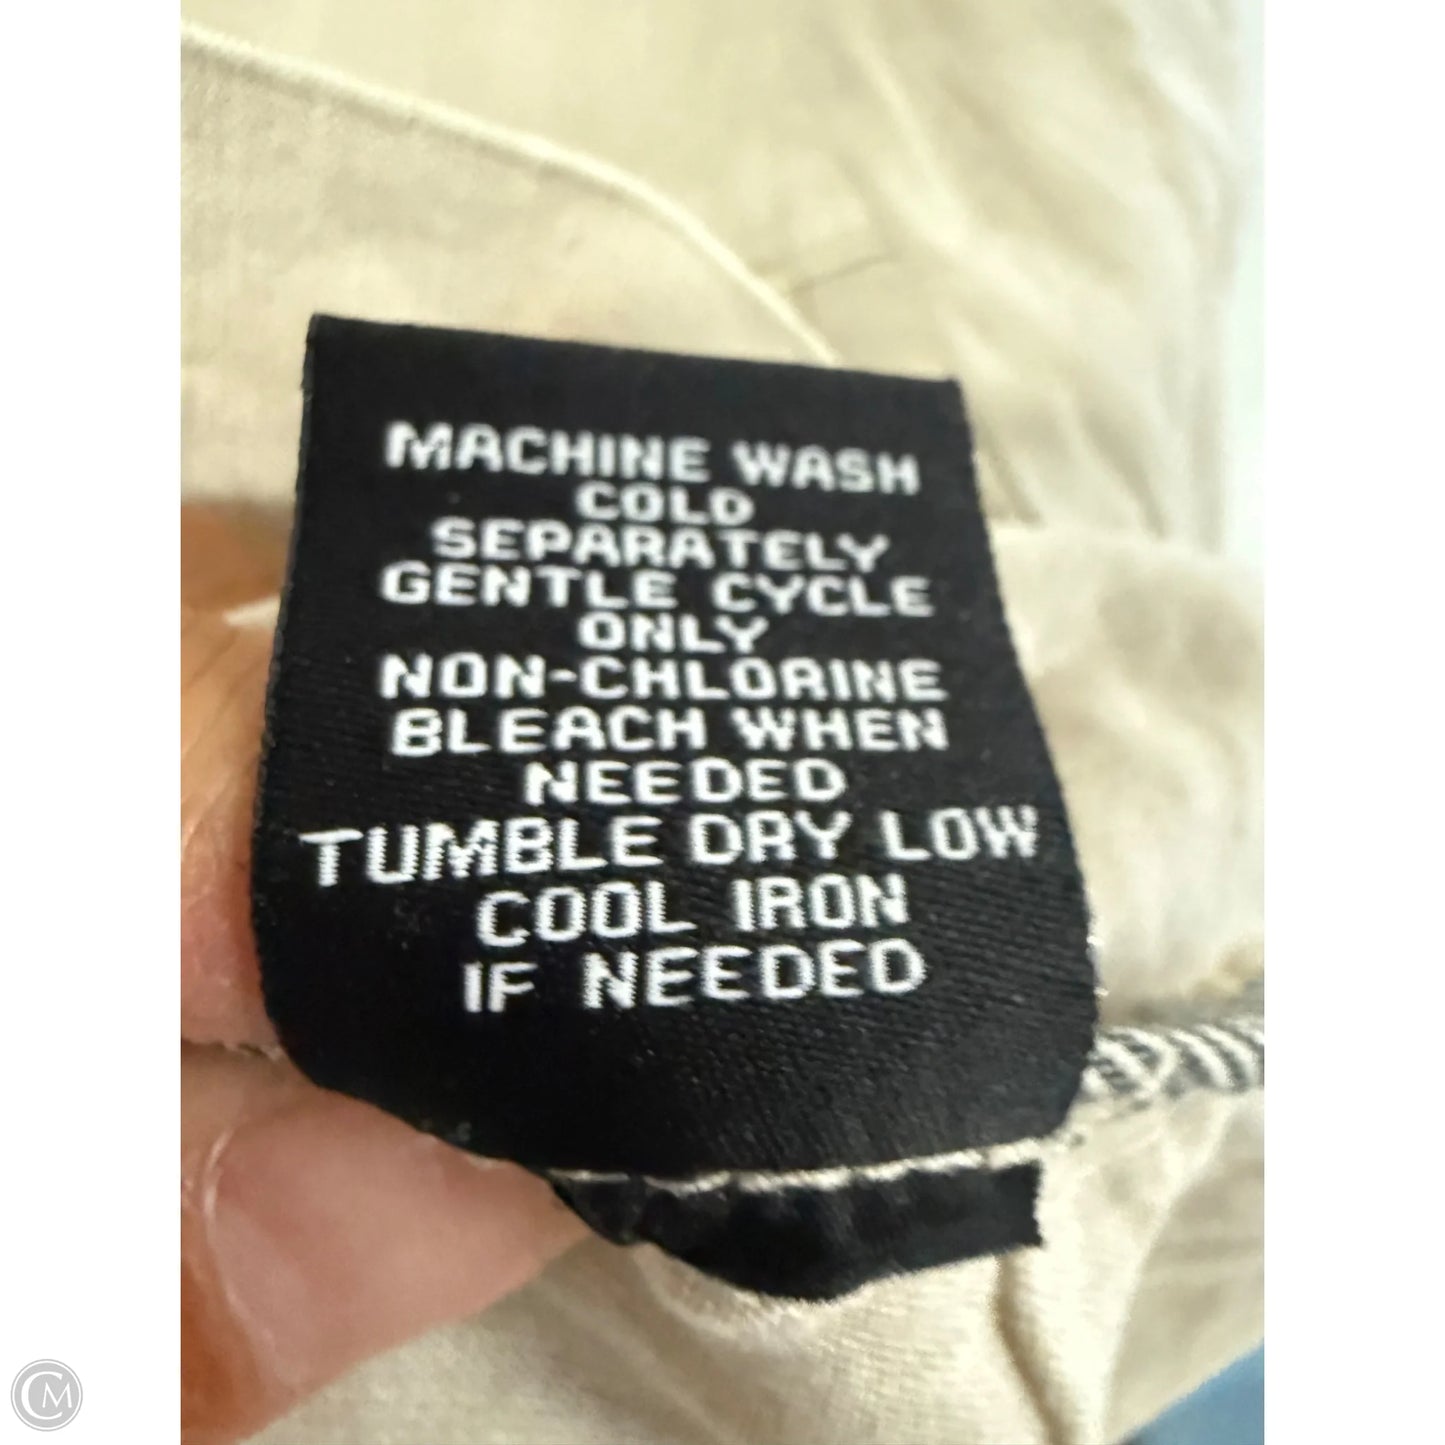 MACHINE WASH
COLD
SEPARATELY
GENTLE CYCLE
ONLY
NON-CHLORINE
BLEACH WHEN
NEEDED
TUMBLE DRY LOW
COOL IRON
IF NEEDED
CM